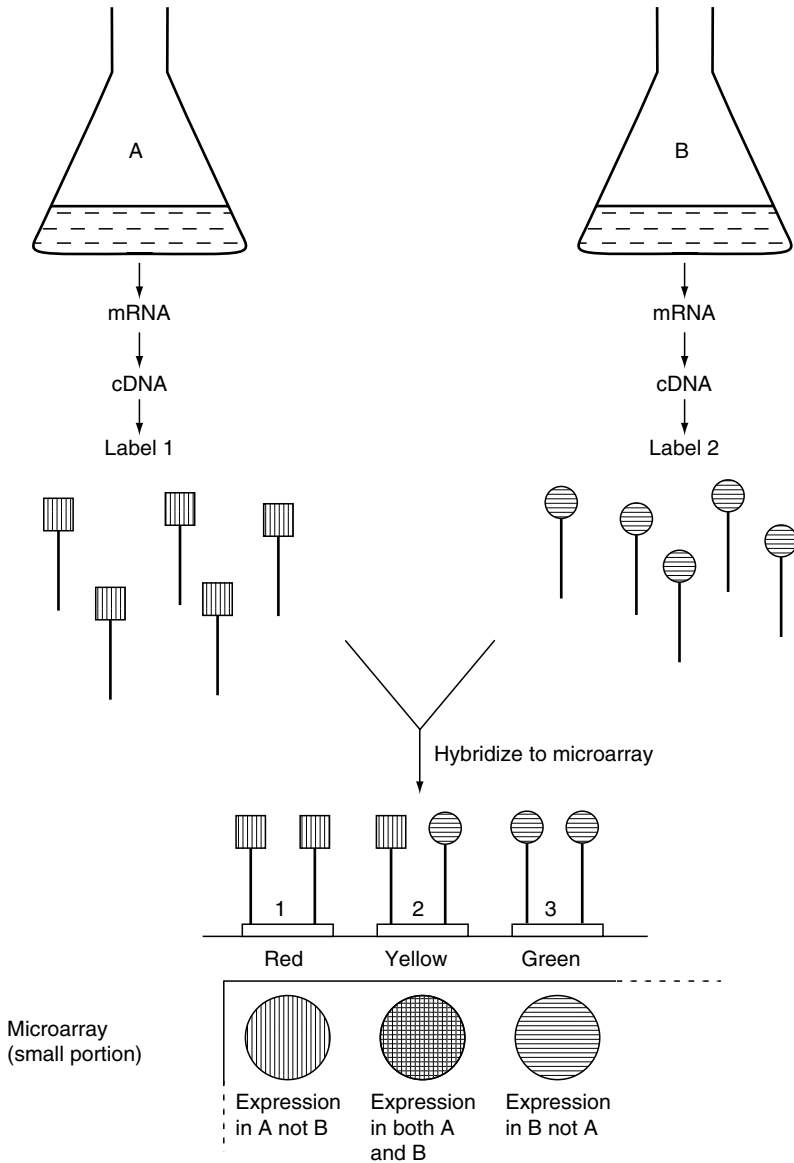 A
B
mRNA
mRNA
cDNA
cDNA
Label 1
Label 2
Hybridize to microarray
1
2
3
Red
Yellow
Green
Microarray
(small portion)
Expression
in A not B
Expression
in both A
and B
Expression
in B not A